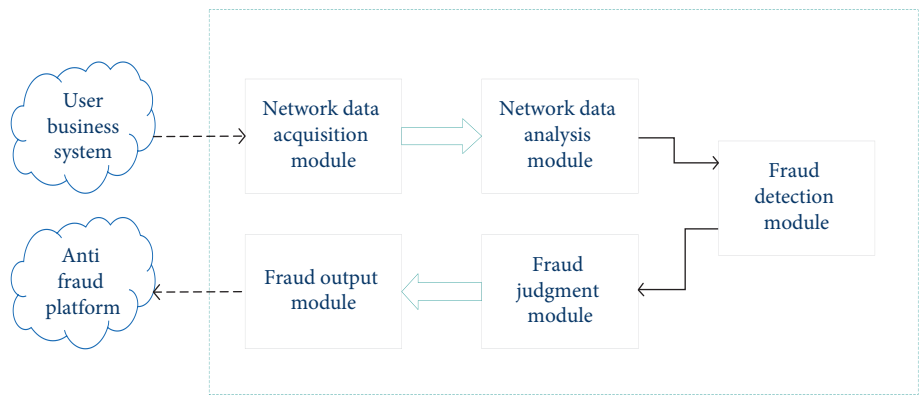 User
business
system
Network data
acquisition
module
Network data
analysis
module
Fraud
detection
module
Fraud
judgment
module
Fraud output
module
Anti
fraud
platform